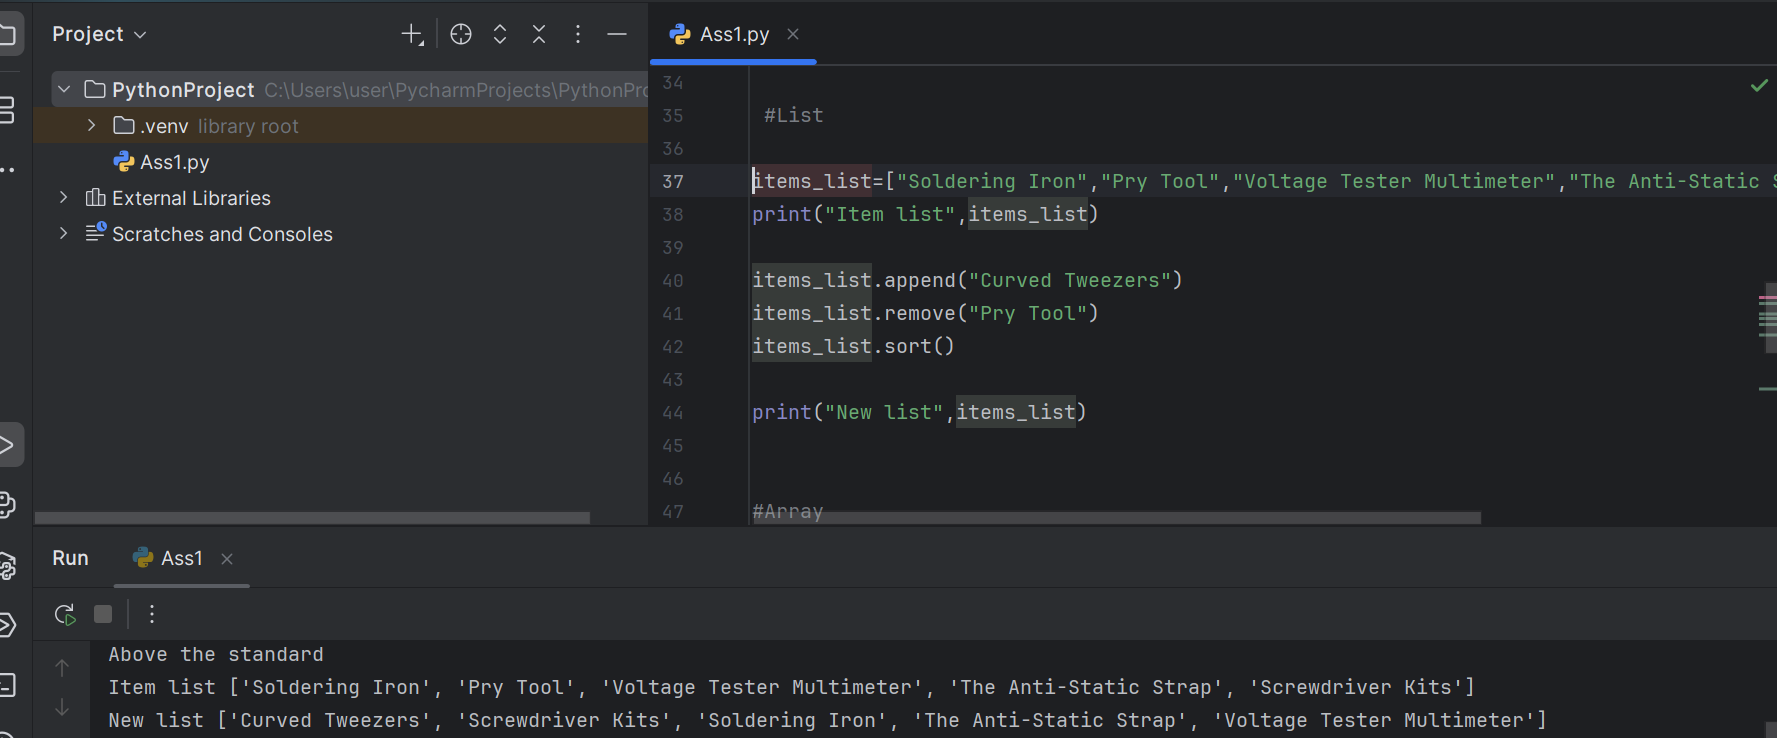 Project
PythonProject C:\Users\user\PycharmProjects\PythonPro
.venv library root
Ass1.py
External Libraries
Scratches and Consoles
Ass1.py
34
35 #List
36
37 items_list=["Soldering Iron","Pry Tool","Voltage Tester Multimeter","The Anti-Static S
38 print("Item list",items_list)
39
40 items_list.append("Curved Tweezers")
41 items_list.remove("Pry Tool")
42 items_list.sort()
43
44 print("New list",items_list)
45
46
47 #Array
Run Ass1
Above the standard
Item list ['Soldering Iron', 'Pry Tool', 'Voltage Tester Multimeter', 'The Anti-Static Strap', 'Screwdriver Kits']
New list ['Curved Tweezers', 'Screwdriver Kits', 'Soldering Iron', 'The Anti-Static Strap', 'Voltage Tester Multimeter']